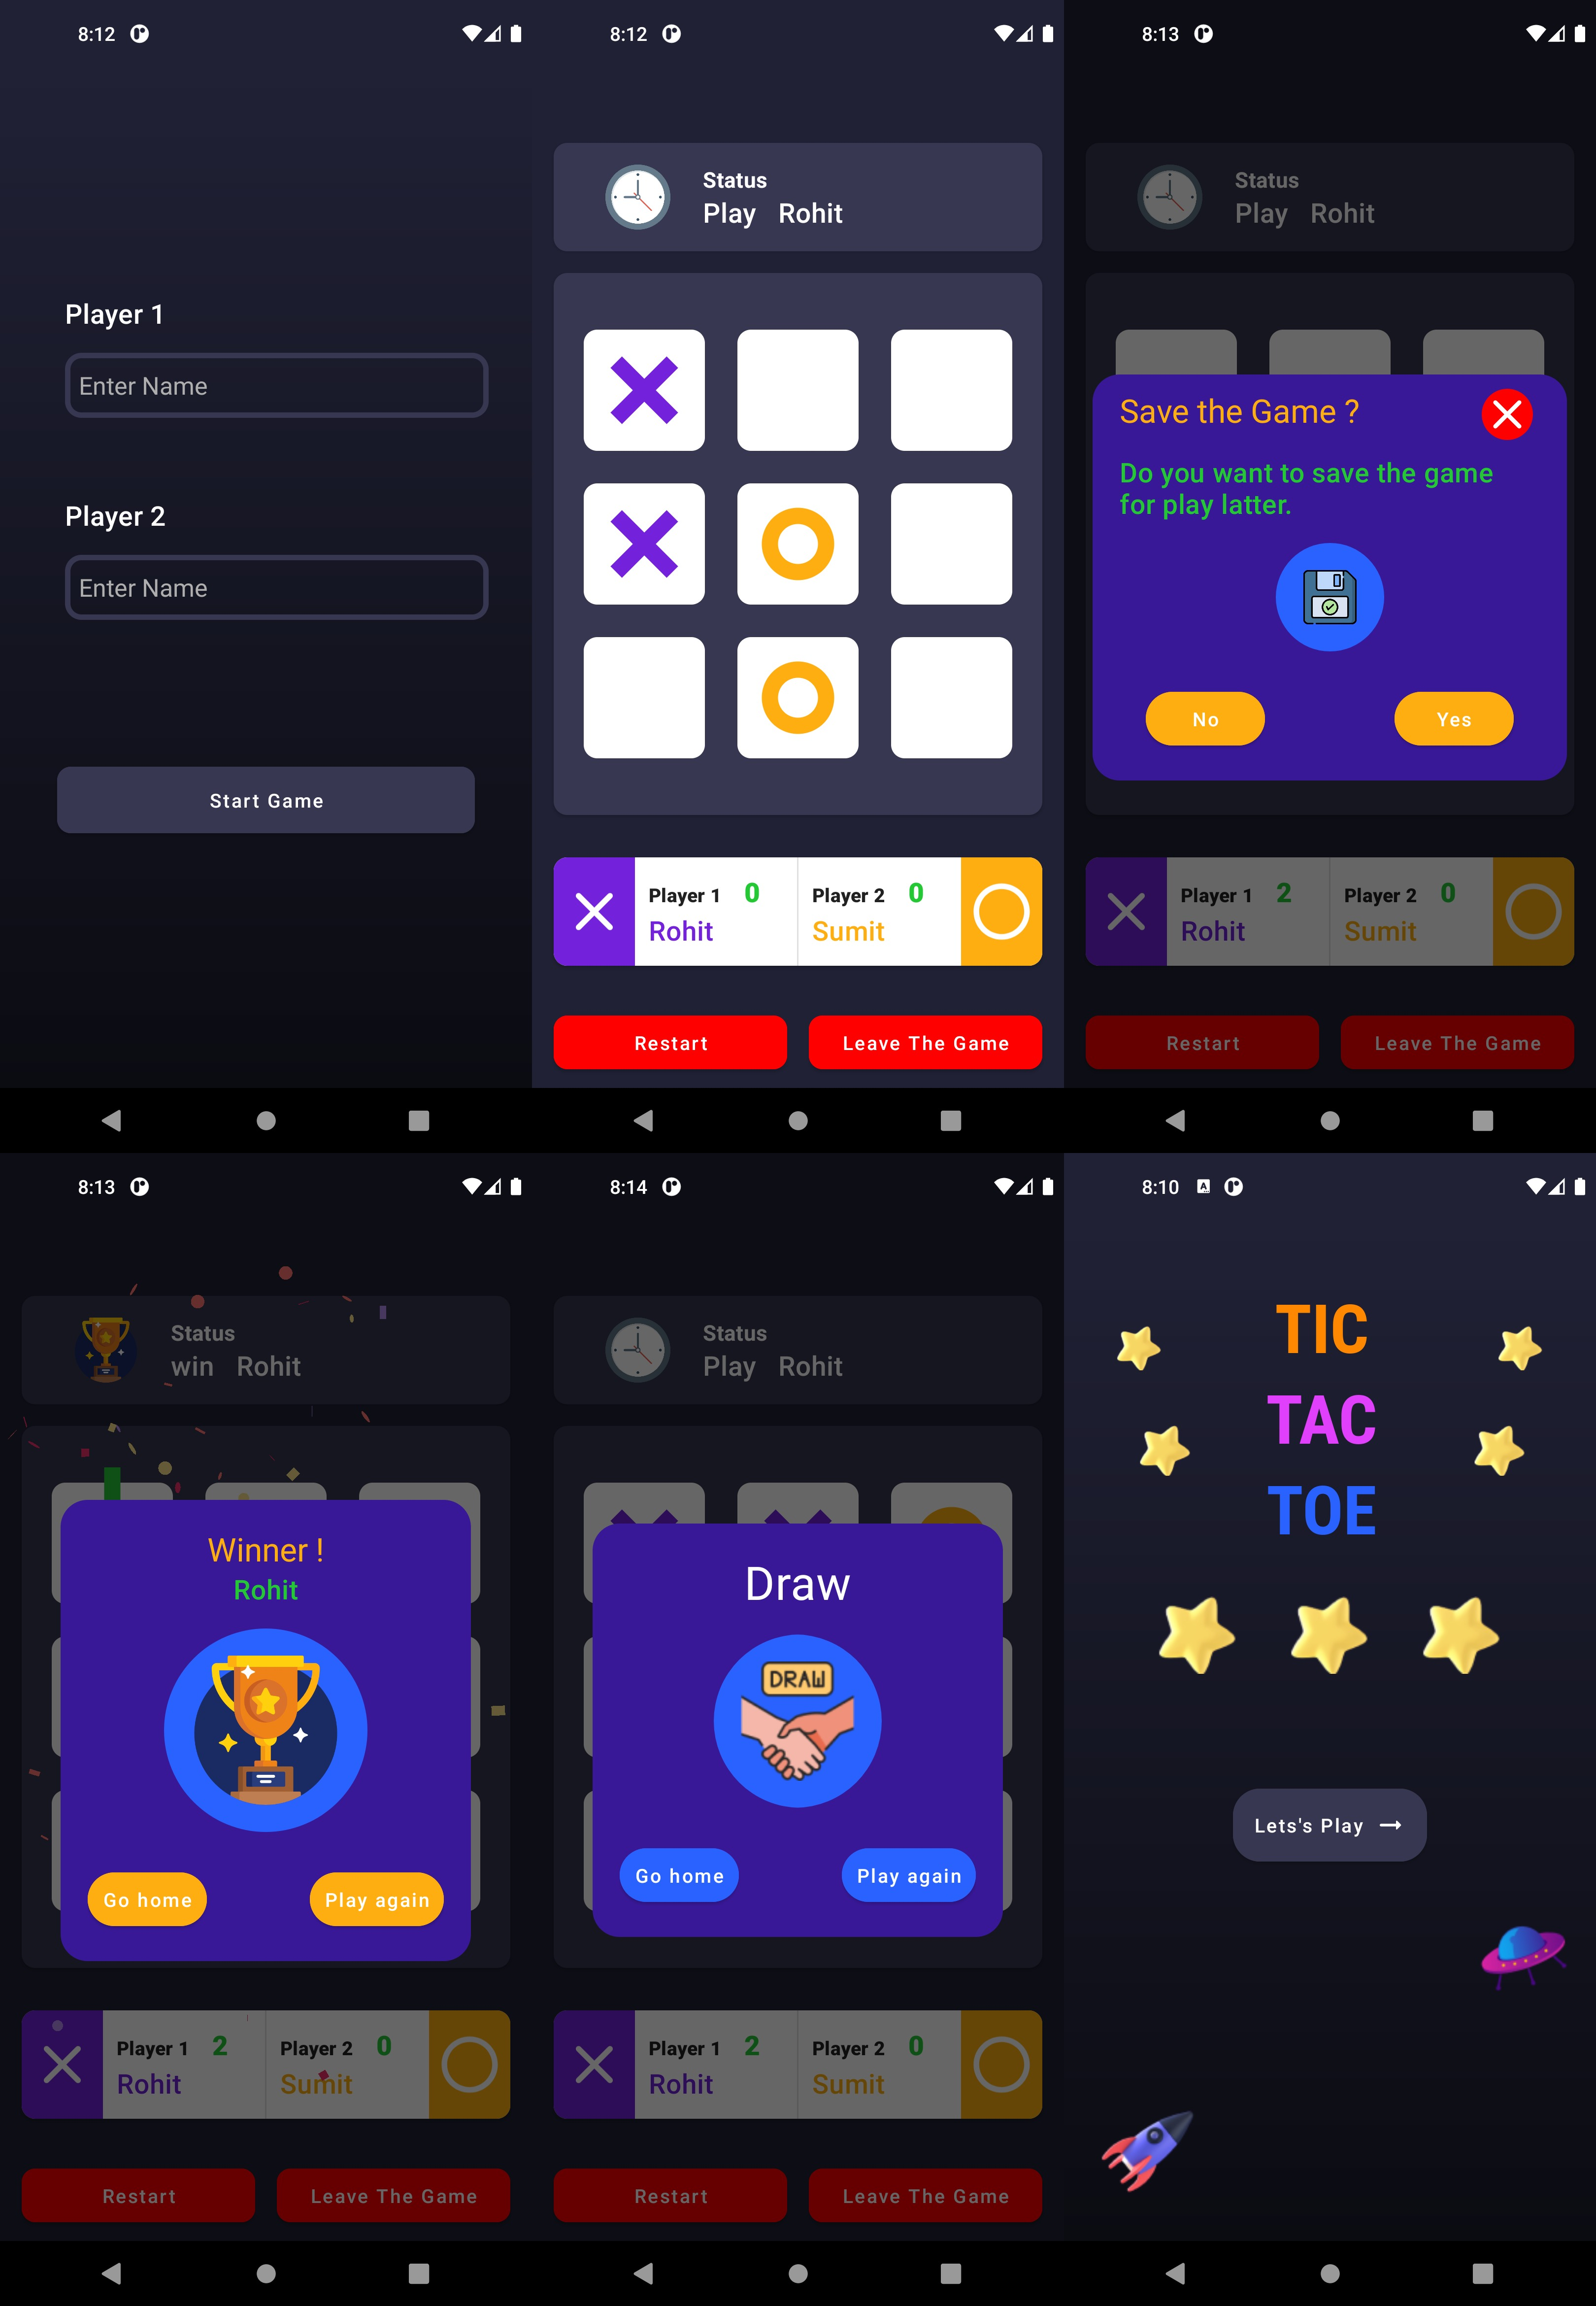 8:12
Player 1
Enter Name
Player 2
Enter Name
Start Game
8:12
Status
Play Rohit
Player 1 0
Rohit
Player 2 0
Sumit
Restart
Leave The Game
8:13
Status
Play Rohit
Save the Game ?
Do you want to save the game
for play latter.
No
Yes
Player 1 2
Rohit
Player 2 0
Sumit
Restart
Leave The Game
8:13
Status
win Rohit
Winner !
Rohit
Go home
Play again
Player 1 2
Rohit
Player 2 0
Sumit
Restart
Leave The Game
8:14
Status
Play Rohit
Draw
DRAW
Go home
Play again
Player 1 2
Rohit
Player 2 0
Sumit
Restart
Leave The Game
8:10 A
TIC
TAC
TOE
Lets's Play